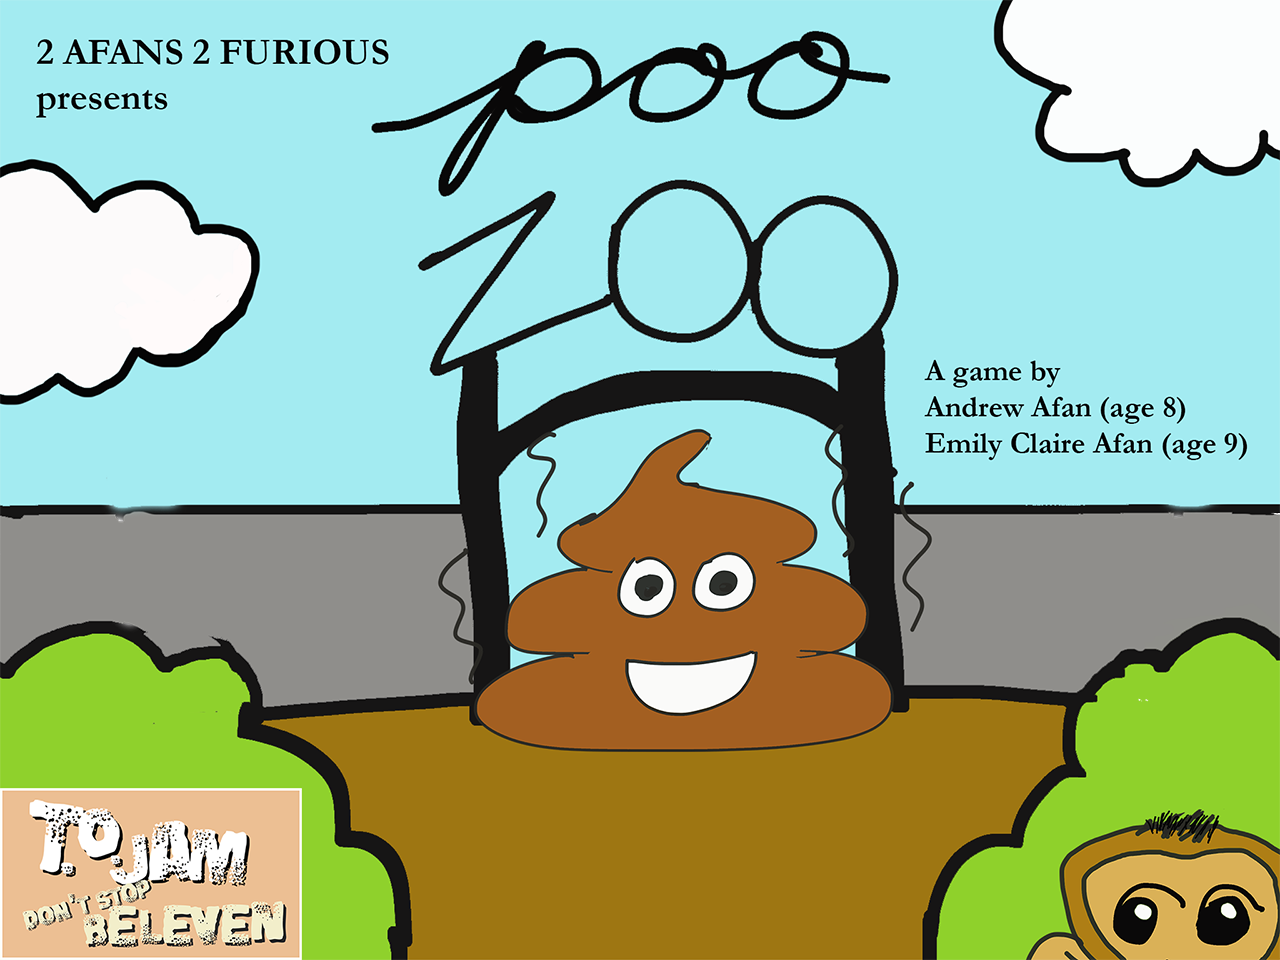 2 AFANS 2 FURIOUS
presents
poo
ZOO
A game by
Andrew Afan (age 8)
Emily Claire Afan (age 9)
T.O.JAM
DON'T STOP
BELEVEN